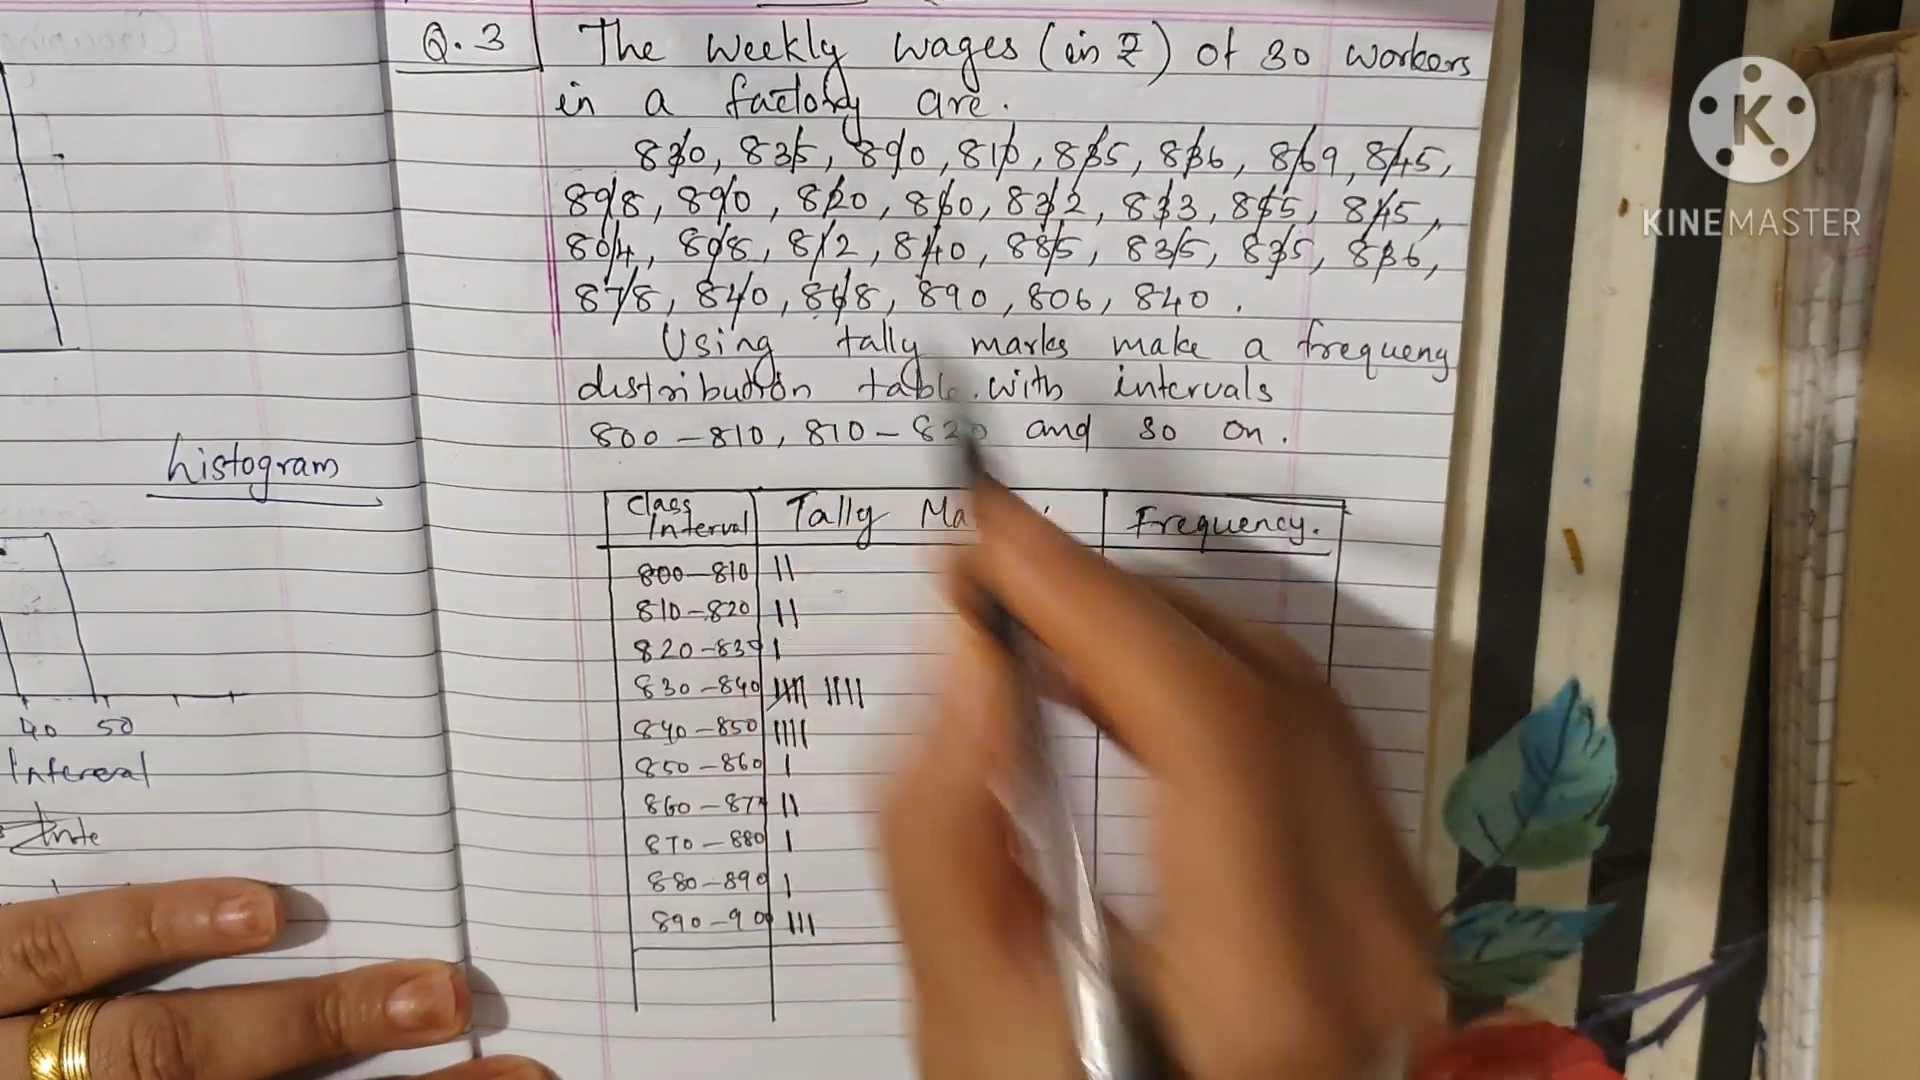 Q.3 The weekly wages (in ₹) of 30 workers
in a factory are.
830, 835, 890, 810, 835, 836, 869, 845,
898, 890, 820, 860, 832, 833, 855, 845,
804, 808, 812, 840, 885, 835, 835, 836,
878, 840, 868, 890, 806, 840.
Using tally marks make a frequency
distribution table. with intervals
800 – 810, 810 – 820 and so on.
Class Interval Tally Frequency.
800 – 810 ||
810 – 820 ||
820 – 830 |
830 – 840 |||| ||||
840 – 850 ||||
850 – 860 |
860 – 870 ||
870 – 880 |
880 – 890 |
890 – 900 |||
histogram
40 50
Interval
K
KINEMASTER